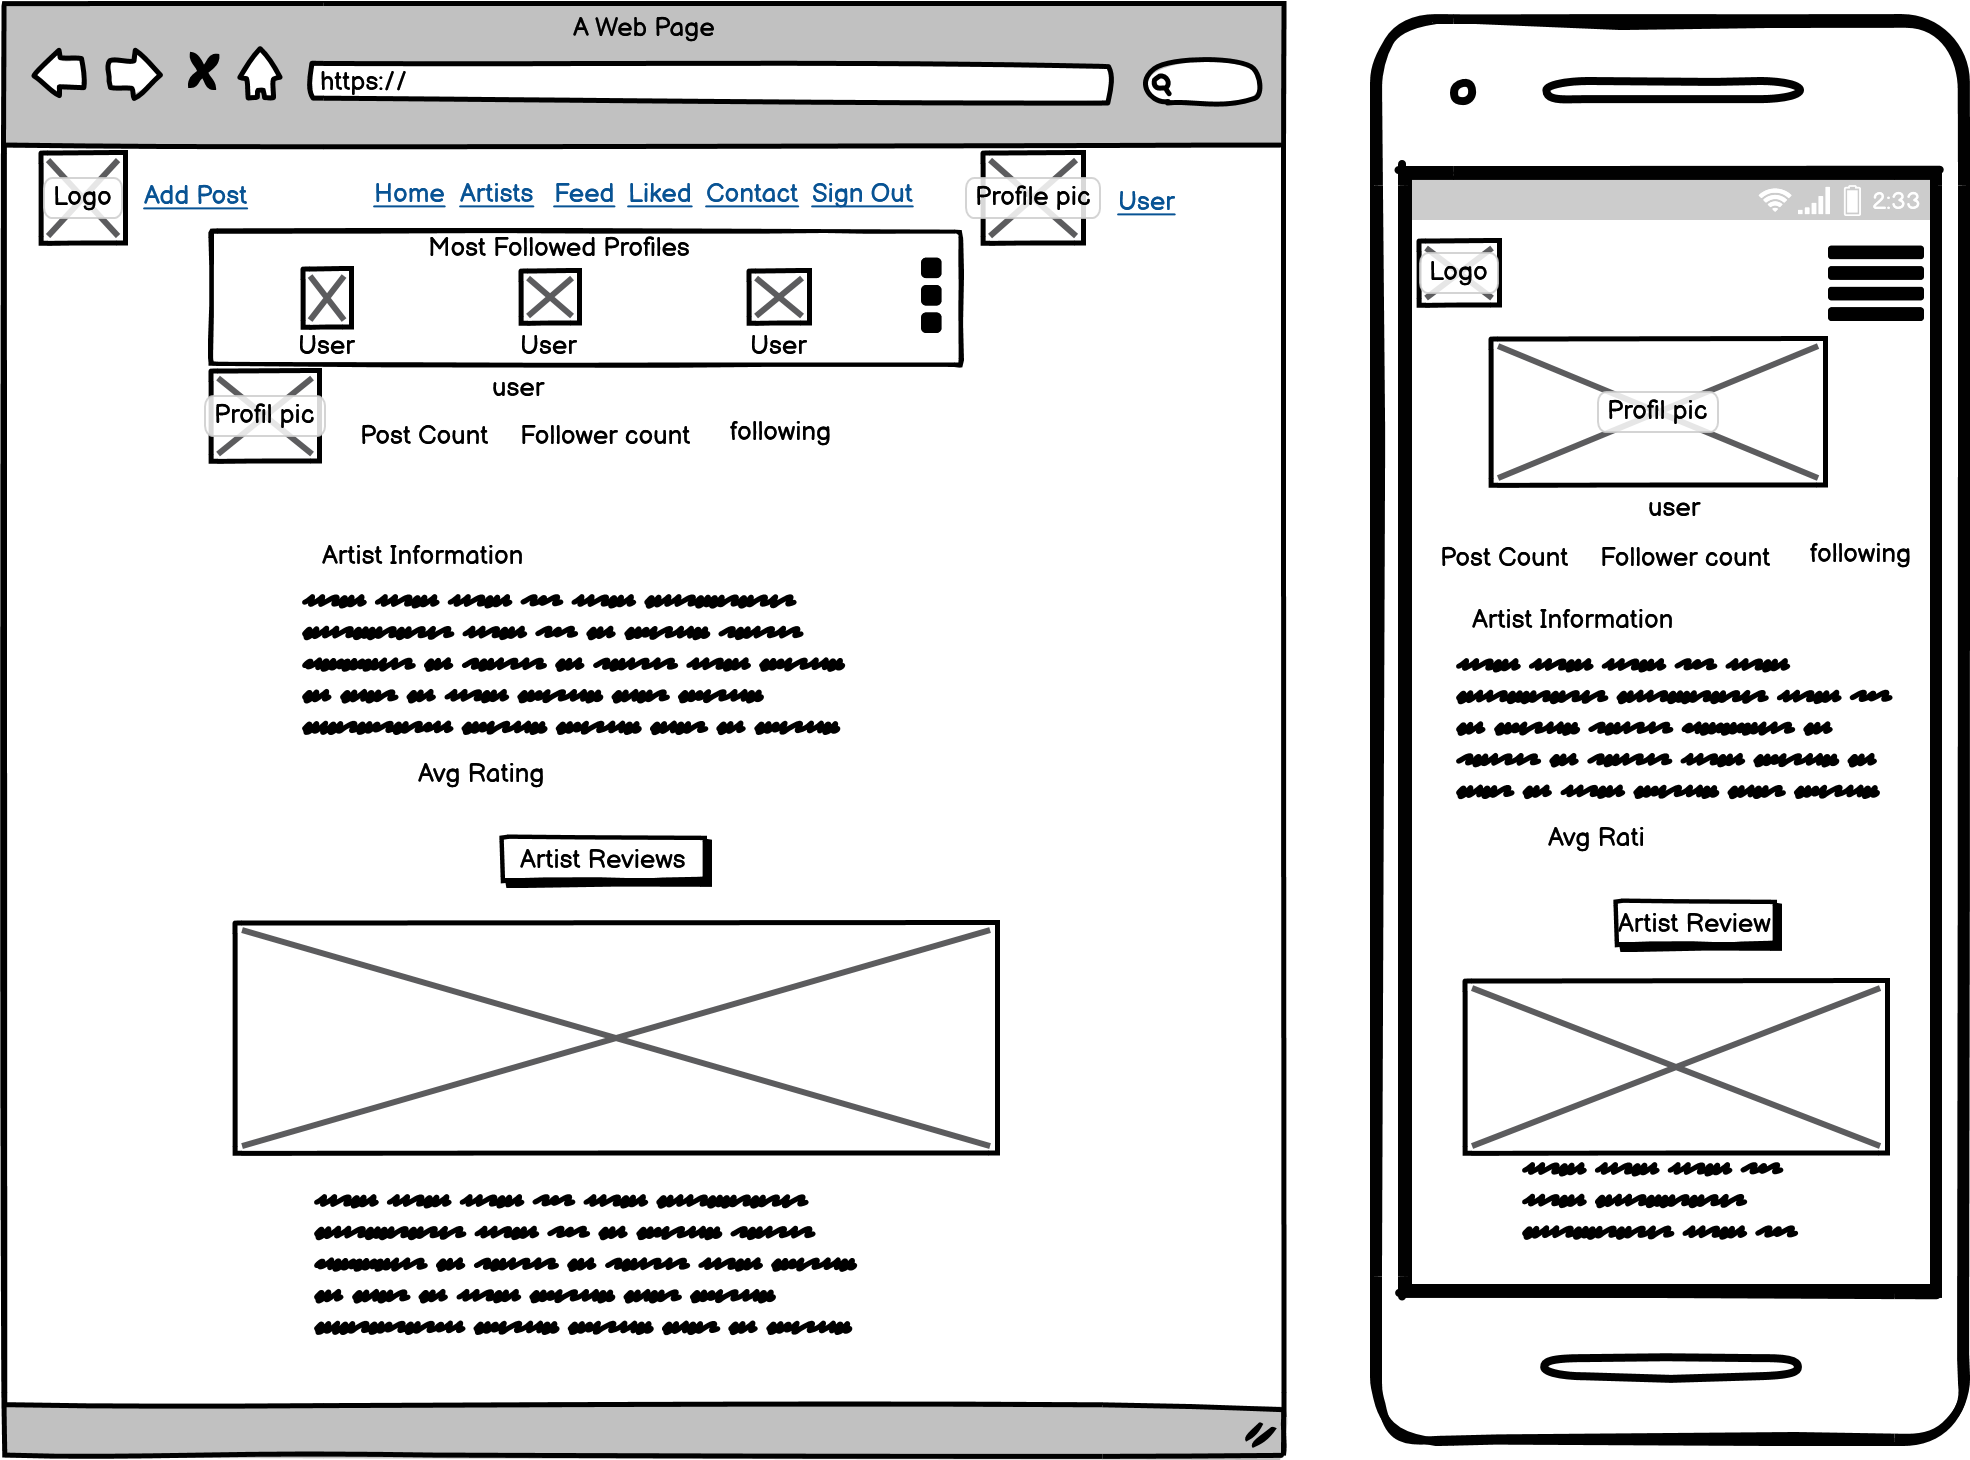 A Web Page
https://
Logo
Add Post
Home Artists Feed Liked Contact Sign Out
Profile pic
User
Most Followed Profiles
User User User
Profil pic
user
Post Count Follower count following
Artist Information
Avg Rating
Artist Reviews
2:33
Logo
Profil pic
user
Post Count Follower count following
Artist Information
Avg Rati
Artist Review